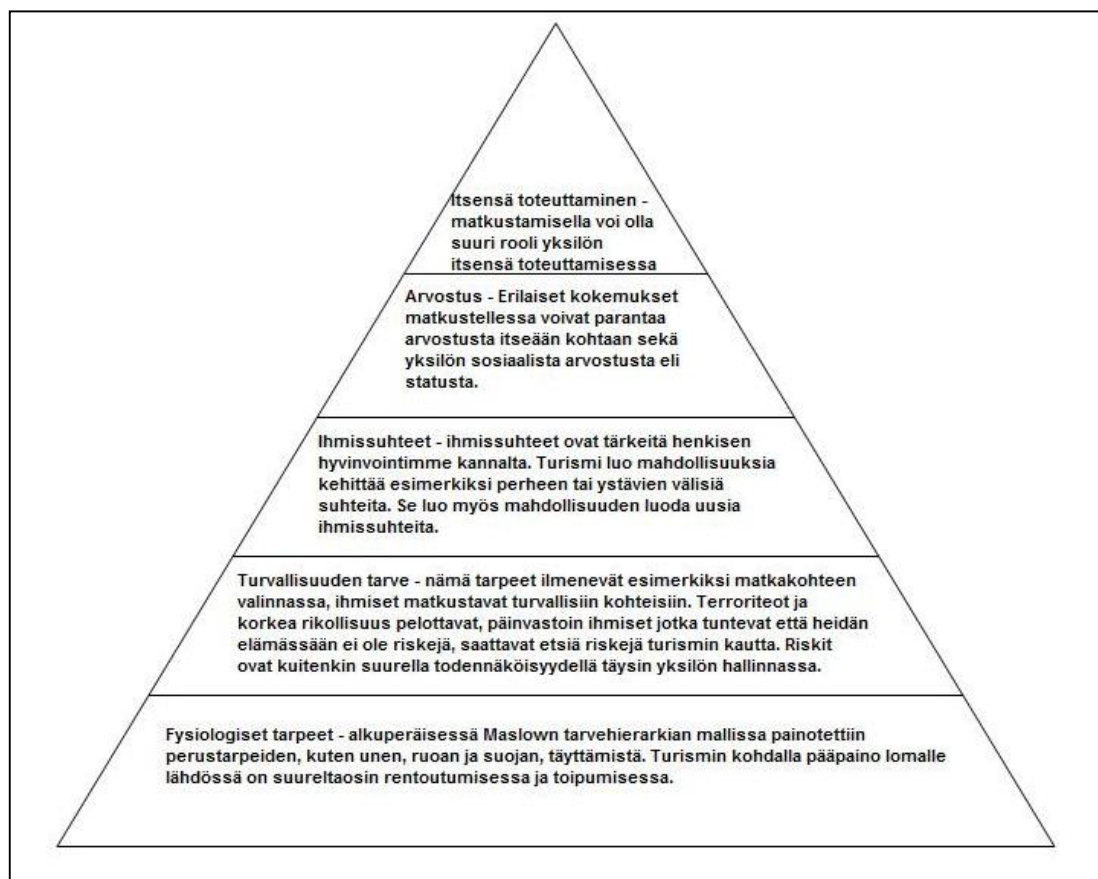 Itsensä toteuttaminen -
matkustamisella voi olla
suuri rooli yksilön
itsensä toteuttamisessa
Arvostus - Erilaiset kokemukset
matkustellessa voivat parantaa
arvostusta itseään kohtaan sekä
yksilön sosiaalista arvostusta eli
statusta.
Ihmissuhteet - ihmissuhteet ovat tärkeitä henkisen
hyvinvointimme kannalta. Turismi luo mahdollisuuksia
kehittää esimerkiksi perheen tai ystävien välisiä
suhteita. Se luo myös mahdollisuuden luoda uusia
ihmissuhteita.
Turvallisuuden tarve - nämä tarpeet ilmenevät esimerkiksi matkakohteen
valinnassa, ihmiset matkustavat turvallisiin kohteisiin. Terroriteot ja
korkea rikollisuus pelottavat, päinvastoin ihmiset jotka tuntevat että heidän
elämässään ei ole riskejä, saattavat etsiä riskejä turismin kautta. Riskit
ovat kuitenkin suurella todennäköisyydellä täysin yksilön hallinnassa.
Fysiologiset tarpeet - alkuperäisessä Maslown tarvehierarkian mallissa painotettiin
perustarpeiden, kuten unen, ruoan ja suojan, täyttämistä. Turismin kohdalla pääpaino lomalle
lähdössä on suureltaosin rentoutumisessa ja toipumisessa.